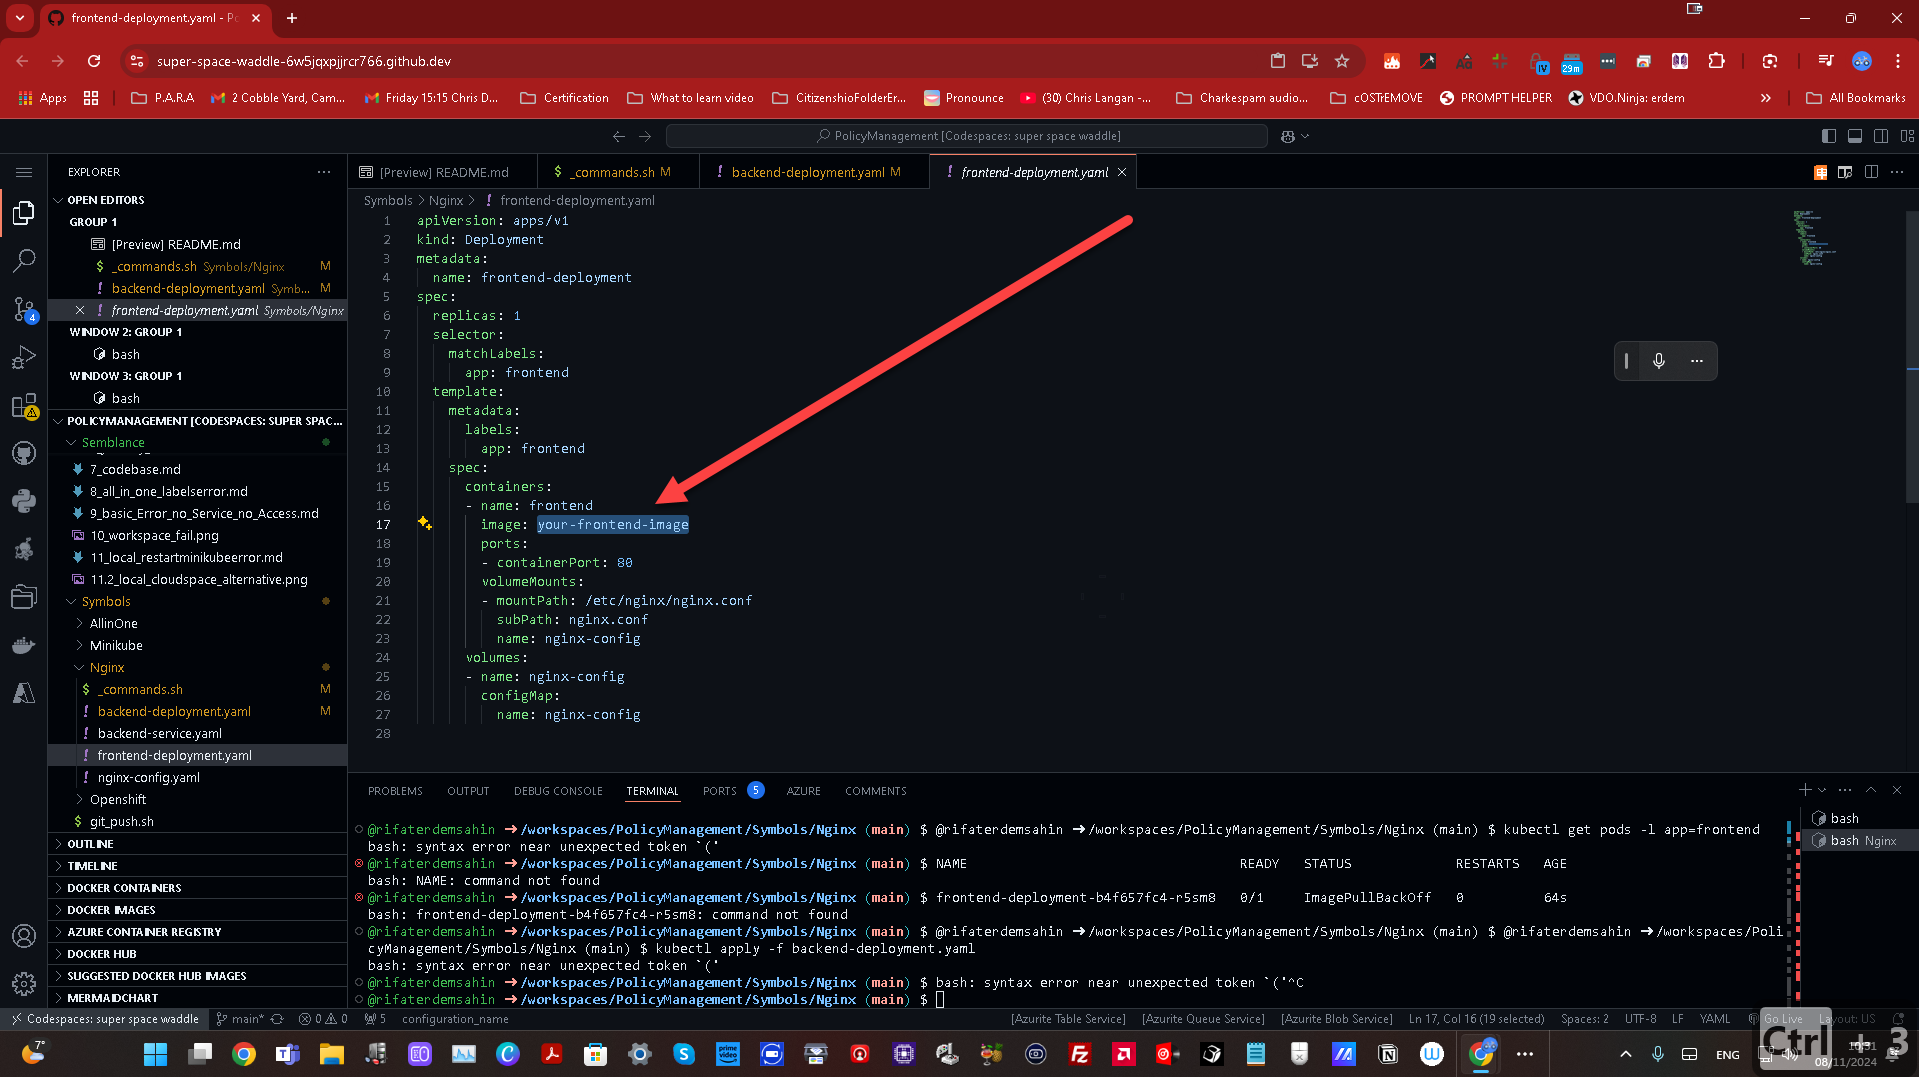 frontend-deployment.yaml - Po
super-space-waddle-6w5jqxpjjrcr766.github.dev
29m
Apps
P.A.R.A
2 Cobble Yard, Cam...
Friday 15:15 Chris D...
Certification
What to learn video
CitizenshioFolderEr...
Pronounce
(30) Chris Langan -...
Charkespam audio...
cOSTrEMOVE
PROMPT HELPER
VDO.Ninja: erdem
All Bookmarks
PolicyManagement [Codespaces: super space waddle]
EXPLORER
OPEN EDITORS
GROUP 1
[Preview] README.md
$ _commands.sh Symbols/Nginx M
! backend-deployment.yaml Symb... M
! frontend-deployment.yaml Symbols/Nginx
WINDOW 2: GROUP 1
bash
WINDOW 3: GROUP 1
bash
POLICYMANAGEMENT [CODESPACES: SUPER SPAC...
Semblance
7_codebase.md
8_all_in_one_labelserror.md
9_basic_Error_no_Service_no_Access.md
10_workspace_fail.png
11_local_restartminikubeerror.md
11.2_local_cloudspace_alternative.png
Symbols
AllinOne
Minikube
Nginx
$ _commands.sh M
! backend-deployment.yaml M
! backend-service.yaml
! frontend-deployment.yaml
! nginx-config.yaml
Openshift
$ git_push.sh
OUTLINE
TIMELINE
DOCKER CONTAINERS
DOCKER IMAGES
AZURE CONTAINER REGISTRY
DOCKER HUB
SUGGESTED DOCKER HUB IMAGES
MERMAIDCHART
4
[Preview] README.md
$ _commands.sh M
! backend-deployment.yaml M
! frontend-deployment.yaml
Symbols > Nginx > ! frontend-deployment.yaml
1 apiVersion: apps/v1
2 kind: Deployment
3 metadata:
4 name: frontend-deployment
5 spec:
6 replicas: 1
7 selector:
8 matchLabels:
9 app: frontend
10 template:
11 metadata:
12 labels:
13 app: frontend
14 spec:
15 containers:
16 - name: frontend
17 image: your-frontend-image
18 ports:
19 - containerPort: 80
20 volumeMounts:
21 - mountPath: /etc/nginx/nginx.conf
22 subPath: nginx.conf
23 name: nginx-config
24 volumes:
25 - name: nginx-config
26 configMap:
27 name: nginx-config
28
PROBLEMS
OUTPUT
DEBUG CONSOLE
TERMINAL
PORTS 5
AZURE
COMMENTS
@rifaterdemsahin ➜/workspaces/PolicyManagement/Symbols/Nginx (main) $ @rifaterdemsahin ➜/workspaces/PolicyManagement/Symbols/Nginx (main) $ kubectl get pods -l app=frontend
bash: syntax error near unexpected token `('
@rifaterdemsahin ➜/workspaces/PolicyManagement/Symbols/Nginx (main) $ NAME READY STATUS RESTARTS AGE
bash: NAME: command not found
@rifaterdemsahin ➜/workspaces/PolicyManagement/Symbols/Nginx (main) $ frontend-deployment-b4f657fc4-r5sm8 0/1 ImagePullBackOff 0 64s
bash: frontend-deployment-b4f657fc4-r5sm8: command not found
@rifaterdemsahin ➜/workspaces/PolicyManagement/Symbols/Nginx (main) $ @rifaterdemsahin ➜/workspaces/PolicyManagement/Symbols/Nginx (main) $ @rifaterdemsahin ➜/workspaces/Poli
cyManagement/Symbols/Nginx (main) $ kubectl apply -f backend-deployment.yaml
bash: syntax error near unexpected token `('
@rifaterdemsahin ➜/workspaces/PolicyManagement/Symbols/Nginx (main) $ bash: syntax error near unexpected token `('^C
@rifaterdemsahin ➜/workspaces/PolicyManagement/Symbols/Nginx (main) $
bash
bash Nginx
Codespaces: super space waddle
main*
0 0
5
configuration_name
[Azurite Table Service]
[Azurite Queue Service]
[Azurite Blob Service]
Ln 17, Col 16 (19 selected)
Spaces: 2
UTF-8
LF
YAML
Go Live
Layout: US
7°
ENG
08/11/2024
Ctrl + 3